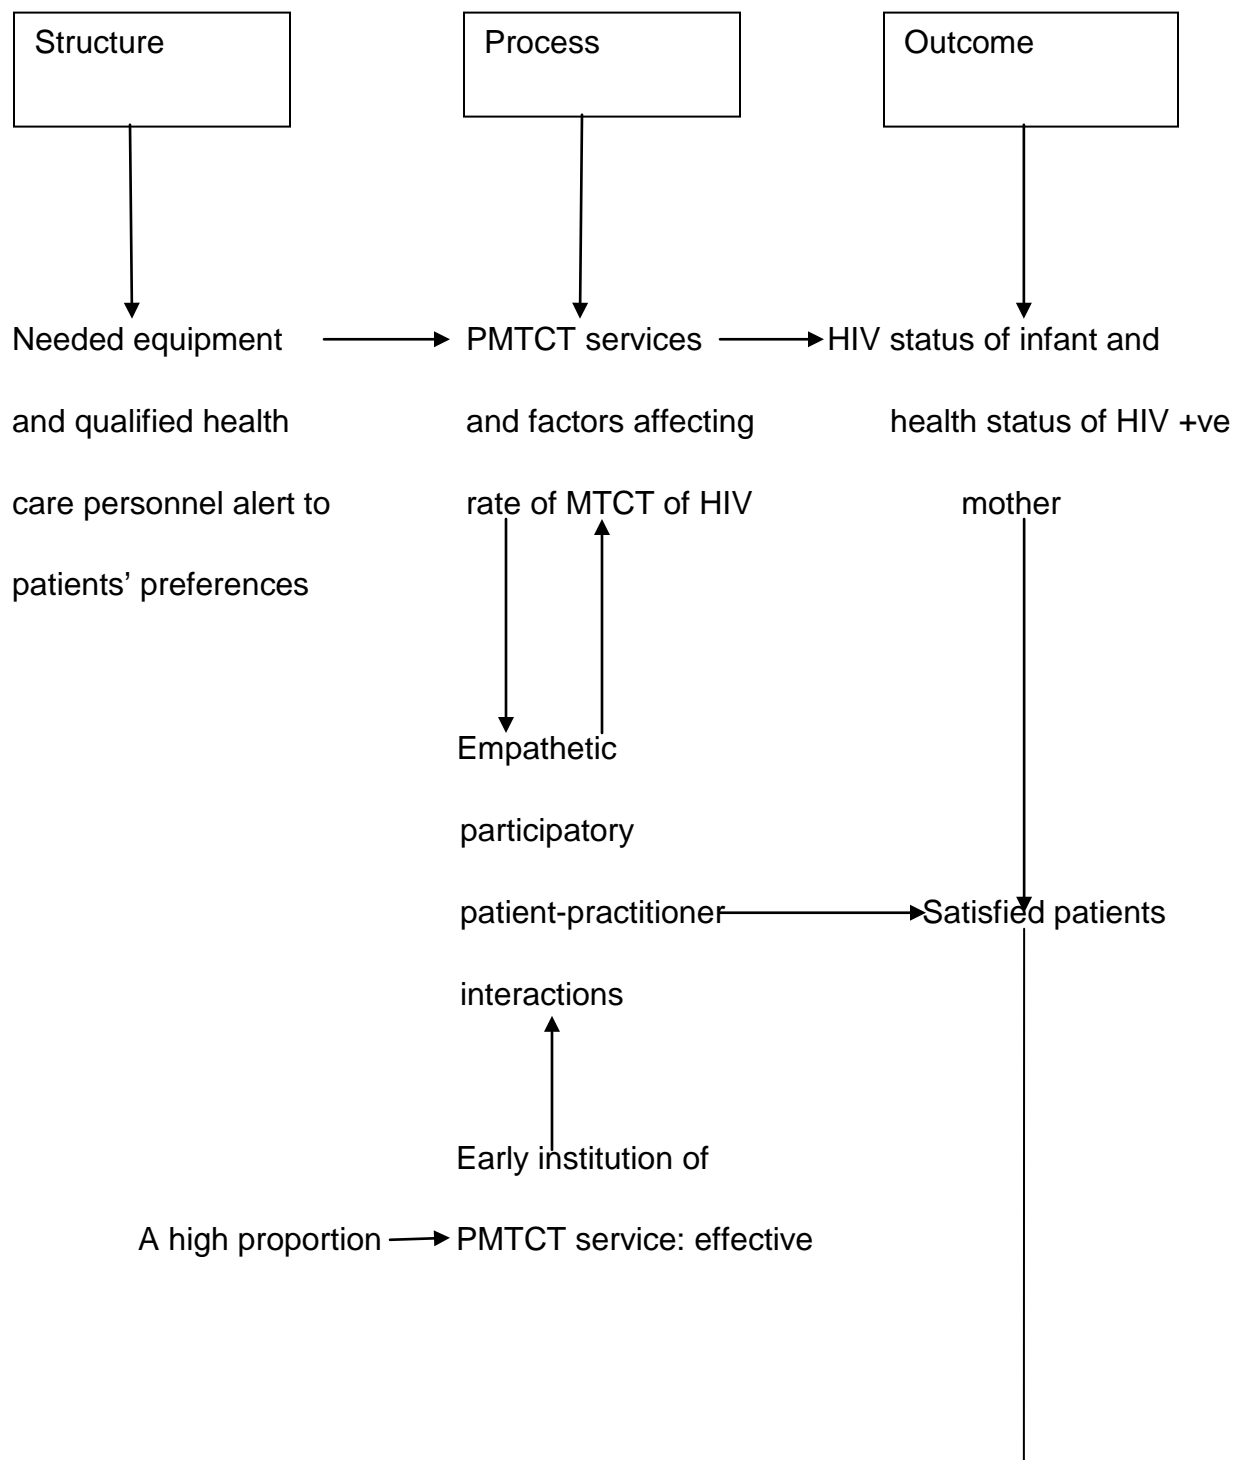 Structure
Process
Outcome
Needed equipment
and qualified health
care personnel alert to
patients’ preferences
PMTCT services
and factors affecting
rate of MTCT of HIV
HIV status of infant and
health status of HIV +ve
mother
Empathetic
participatory
patient-practitioner
interactions
Satisfied patients
Early institution of
A high proportion
PMTCT service: effective